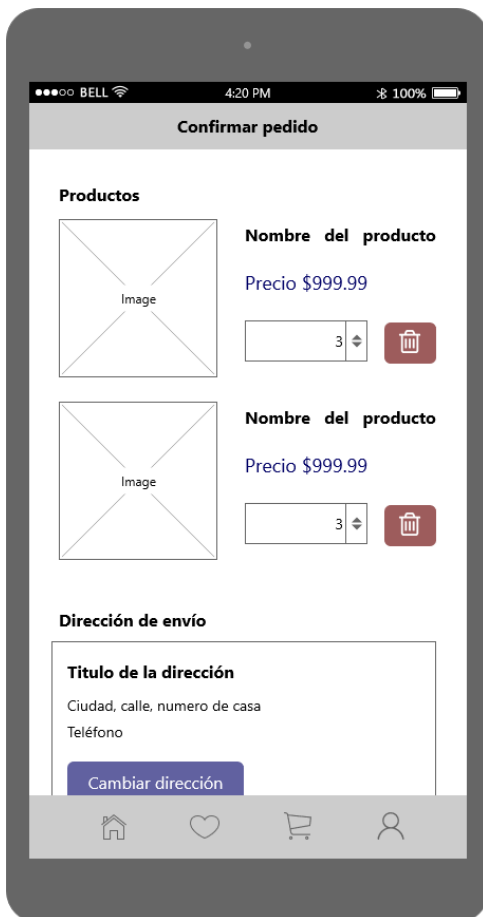 BELL 4:20 PM 100%
Confirmar pedido
Productos
Image
Nombre del producto
Precio $999.99
3
Image
Nombre del producto
Precio $999.99
3
Dirección de envío
Titulo de la dirección
Ciudad, calle, numero de casa
Teléfono
Cambiar dirección